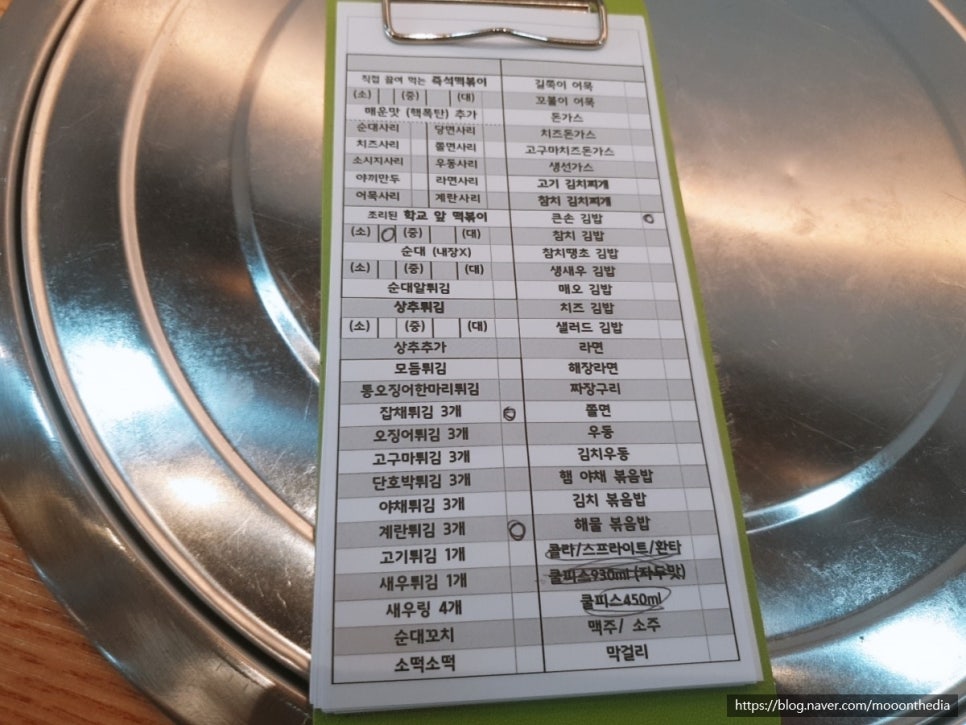 직접 끓여 먹는 즉석떡볶이
(소) (중) (대)
매운맛 (핵폭탄) 추가
순대사리 당면사리
치즈사리 쫄면사리
소시지사리 우동사리
야끼만두 라면사리
어묵사리 계란사리
조리된 학교 앞 떡볶이
(소) (중) (대)
순대 (내장X)
(소) (중) (대)
순대알튀김
상추튀김
(소) (중) (대)
상추추가
모듬튀김
통오징어한마리튀김
잡채튀김 3개
오징어튀김 3개
고구마튀김 3개
단호박튀김 3개
야채튀김 3개
계란튀김 3개
고기튀김 1개
새우튀김 1개
새우링 4개
순대꼬치
소떡소떡
길쭉이 어묵
꼬불이 어묵
돈가스
치즈돈가스
고구마치즈돈가스
생선가스
고기 김치찌개
참치 김치찌개
큰손 김밥
참치 김밥
참치땡초 김밥
생새우 김밥
매오 김밥
치즈 김밥
샐러드 김밥
라면
해장라면
짜장구리
쫄면
우동
김치우동
햄 야채 볶음밥
김치 볶음밥
해물 볶음밥
콜라/스프라이트/환타
쿨피스930ml (자두맛)
쿨피스450ml
맥주/ 소주
막걸리
https://blog.naver.com/mooonthedia